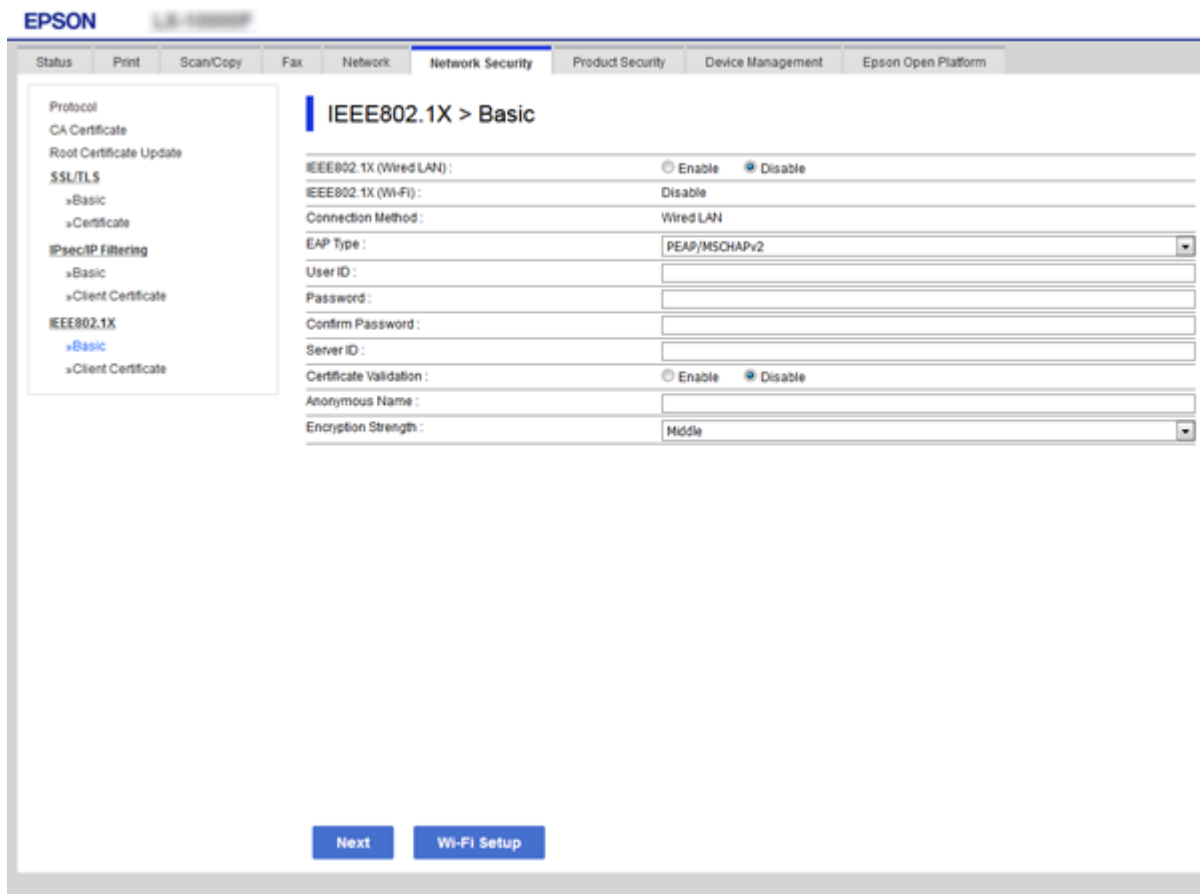 EPSON
Status Print Scan/Copy Fax Network Network Security Product Security Device Management Epson Open Platform
Protocol
CA Certificate
Root Certificate Update
SSL/TLS
»Basic
»Certificate
IPsec/IP Filtering
»Basic
»Client Certificate
IEEE802.1X
»Basic
»Client Certificate
IEEE802.1X > Basic
IEEE802.1X (Wired LAN) : Enable Disable
IEEE802.1X (Wi-Fi) : Disable
Connection Method : Wired LAN
EAP Type : PEAP/MSCHAPv2
User ID :
Password :
Confirm Password :
Server ID :
Certificate Validation : Enable Disable
Anonymous Name :
Encryption Strength : Middle
Next Wi-Fi Setup